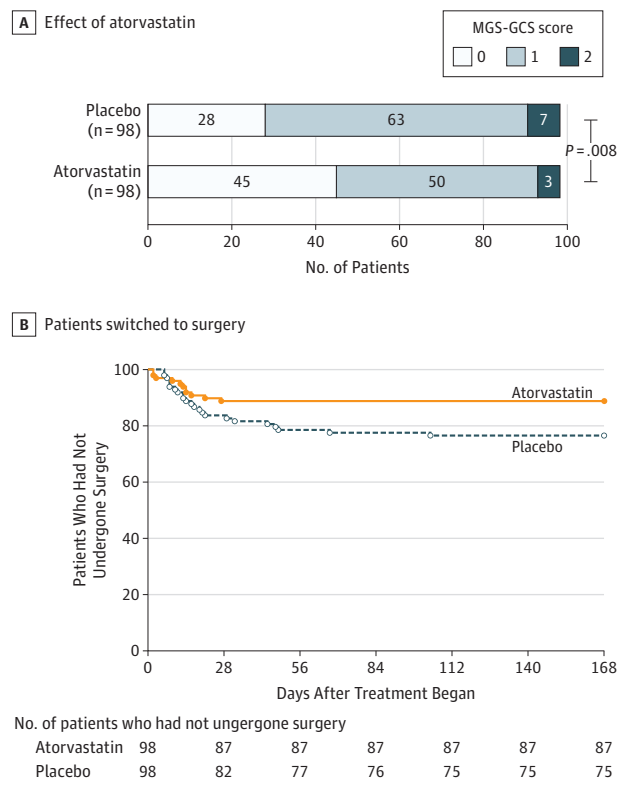 A Effect of atorvastatin
MGS-GCS score
0 1 2
Placebo
(n = 98)
28 63 7
P = .008
Atorvastatin
(n = 98)
45 50 3
0 20 40 60 80 100
No. of Patients
B Patients switched to surgery
100
80
60
40
20
0
Patients Who Had Not
Undergone Surgery
Atorvastatin
Placebo
0 28 56 84 112 140 168
Days After Treatment Began
No. of patients who had not ungergone surgery
Atorvastatin 98 87 87 87 87 87 87
Placebo 98 82 77 76 75 75 75